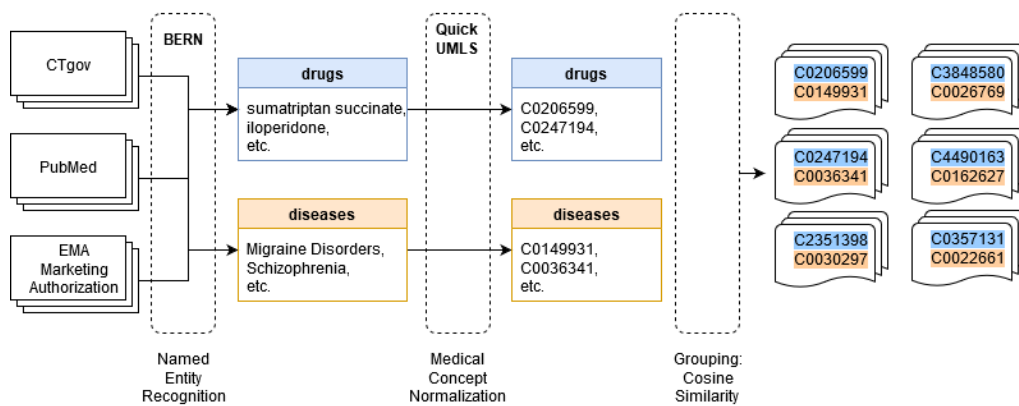 CTgov
PubMed
EMA
Marketing
Authorization
BERN
Named
Entity
Recognition
drugs
sumatriptan succinate,
iloperidone,
etc.
diseases
Migraine Disorders,
Schizophrenia,
etc.
Quick
UMLS
Medical
Concept
Normalization
drugs
C0206599,
C0247194,
etc.
diseases
C0149931,
C0036341,
etc.
Grouping:
Cosine
Similarity
C0206599
C0149931
C3848580
C0026769
C0247194
C0036341
C4490163
C0162627
C2351398
C0030297
C0357131
C0022661